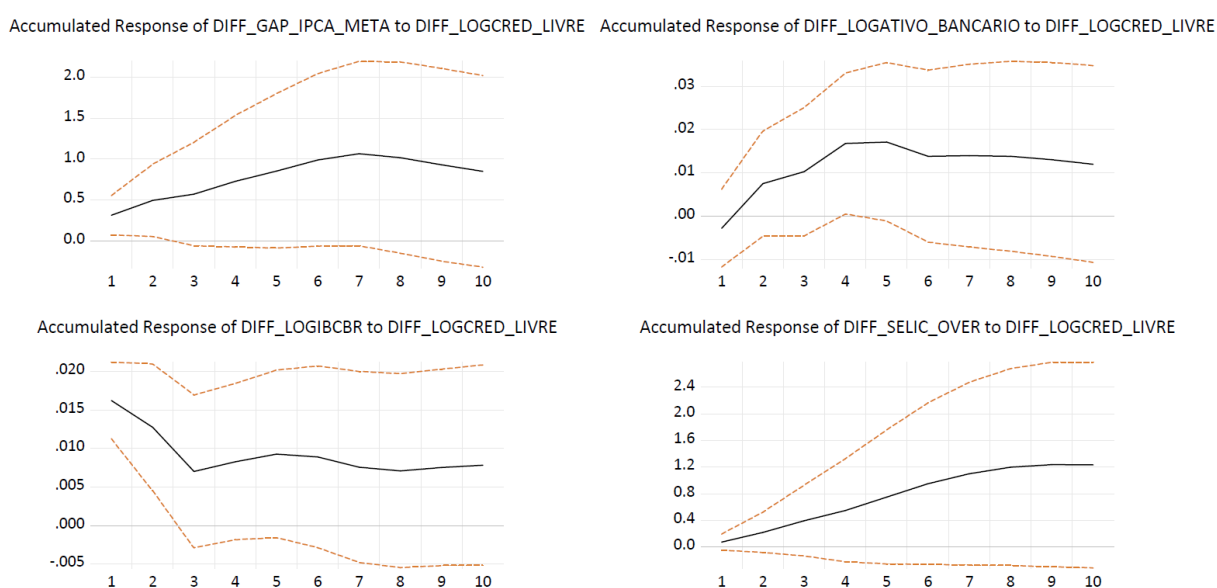 Accumulated Response of DIFF_GAP_IPCA_META to DIFF_LOGCRED_LIVRE
2.0
1.5
1.0
0.5
0.0
1 2 3 4 5 6 7 8 9 10
Accumulated Response of DIFF_LOGATIVO_BANCARIO to DIFF_LOGCRED_LIVRE
.03
.02
.01
.00
-.01
1 2 3 4 5 6 7 8 9 10
Accumulated Response of DIFF_LOGIBCBR to DIFF_LOGCRED_LIVRE
.020
.015
.010
.005
.000
-.005
1 2 3 4 5 6 7 8 9 10
Accumulated Response of DIFF_SELIC_OVER to DIFF_LOGCRED_LIVRE
2.4
2.0
1.6
1.2
0.8
0.4
0.0
1 2 3 4 5 6 7 8 9 10